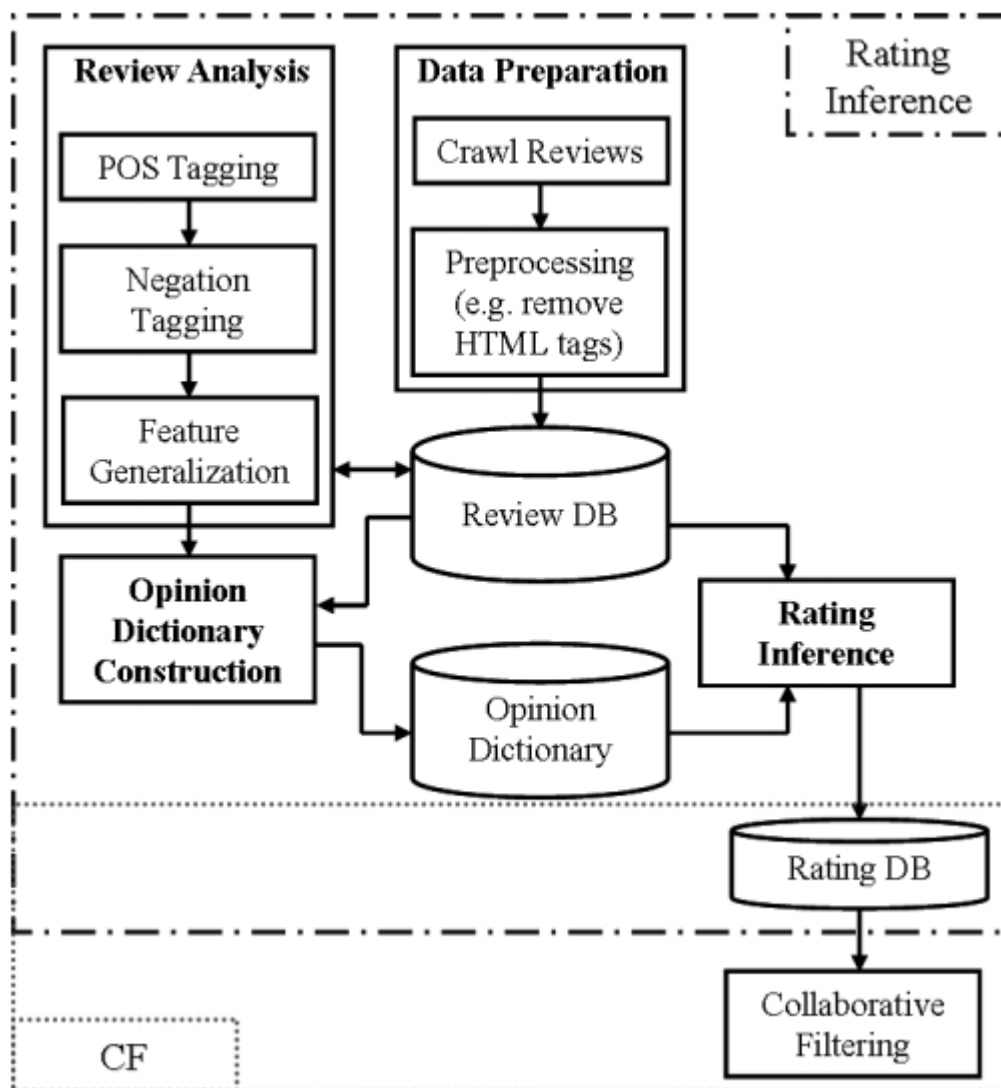 Review Analysis
POS Tagging
Negation
Tagging
Feature
Generalization
Data Preparation
Crawl Reviews
Preprocessing
(e.g. remove
HTML tags)
Rating
Inference
Review DB
Opinion
Dictionary
Construction
Opinion
Dictionary
Rating
Inference
Rating DB
Collaborative
Filtering
CF